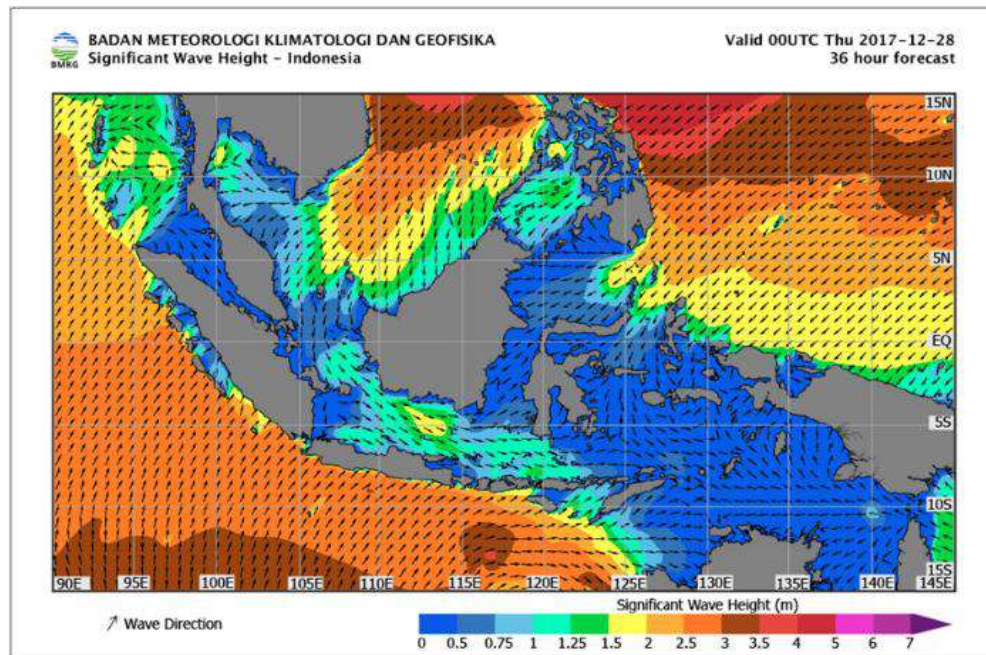 BADAN METEOROLOGI KLIMATOLOGI DAN GEOFISIKA
Significant Wave Height - Indonesia
BMKG
Valid 00UTC Thu 2017-12-28
36 hour forecast
15N
10N
5N
EQ
5S
10S
15S
90E 95E 100E 105E 110E 115E 120E 125E 130E 135E 140E 145E
Wave Direction
Significant Wave Height (m)
0 0.5 0.75 1 1.25 1.5 2 2.5 3 3.5 4 5 6 7